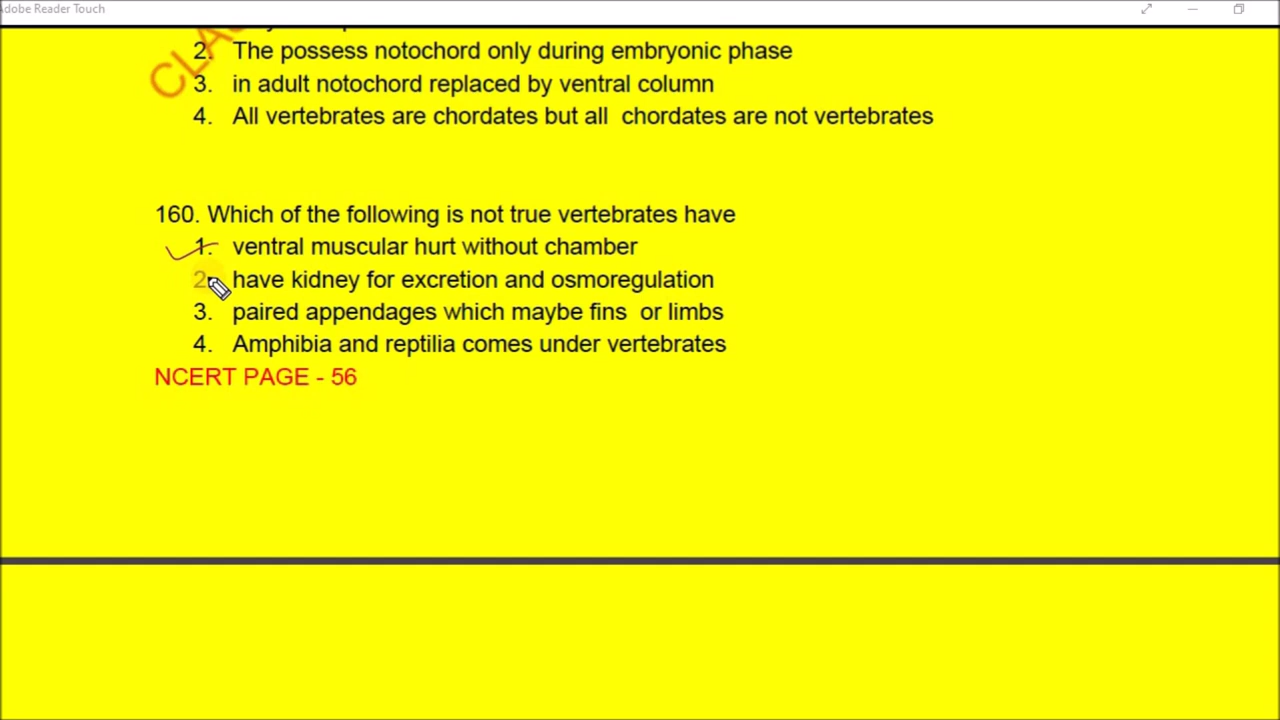 Adobe Reader Touch
CLA
2. The possess notochord only during embryonic phase
3. in adult notochord replaced by ventral column
4. All vertebrates are chordates but all chordates are not vertebrates
160. Which of the following is not true vertebrates have
1. ventral muscular hurt without chamber
2. have kidney for excretion and osmoregulation
3. paired appendages which maybe fins or limbs
4. Amphibia and reptilia comes under vertebrates
NCERT PAGE - 56